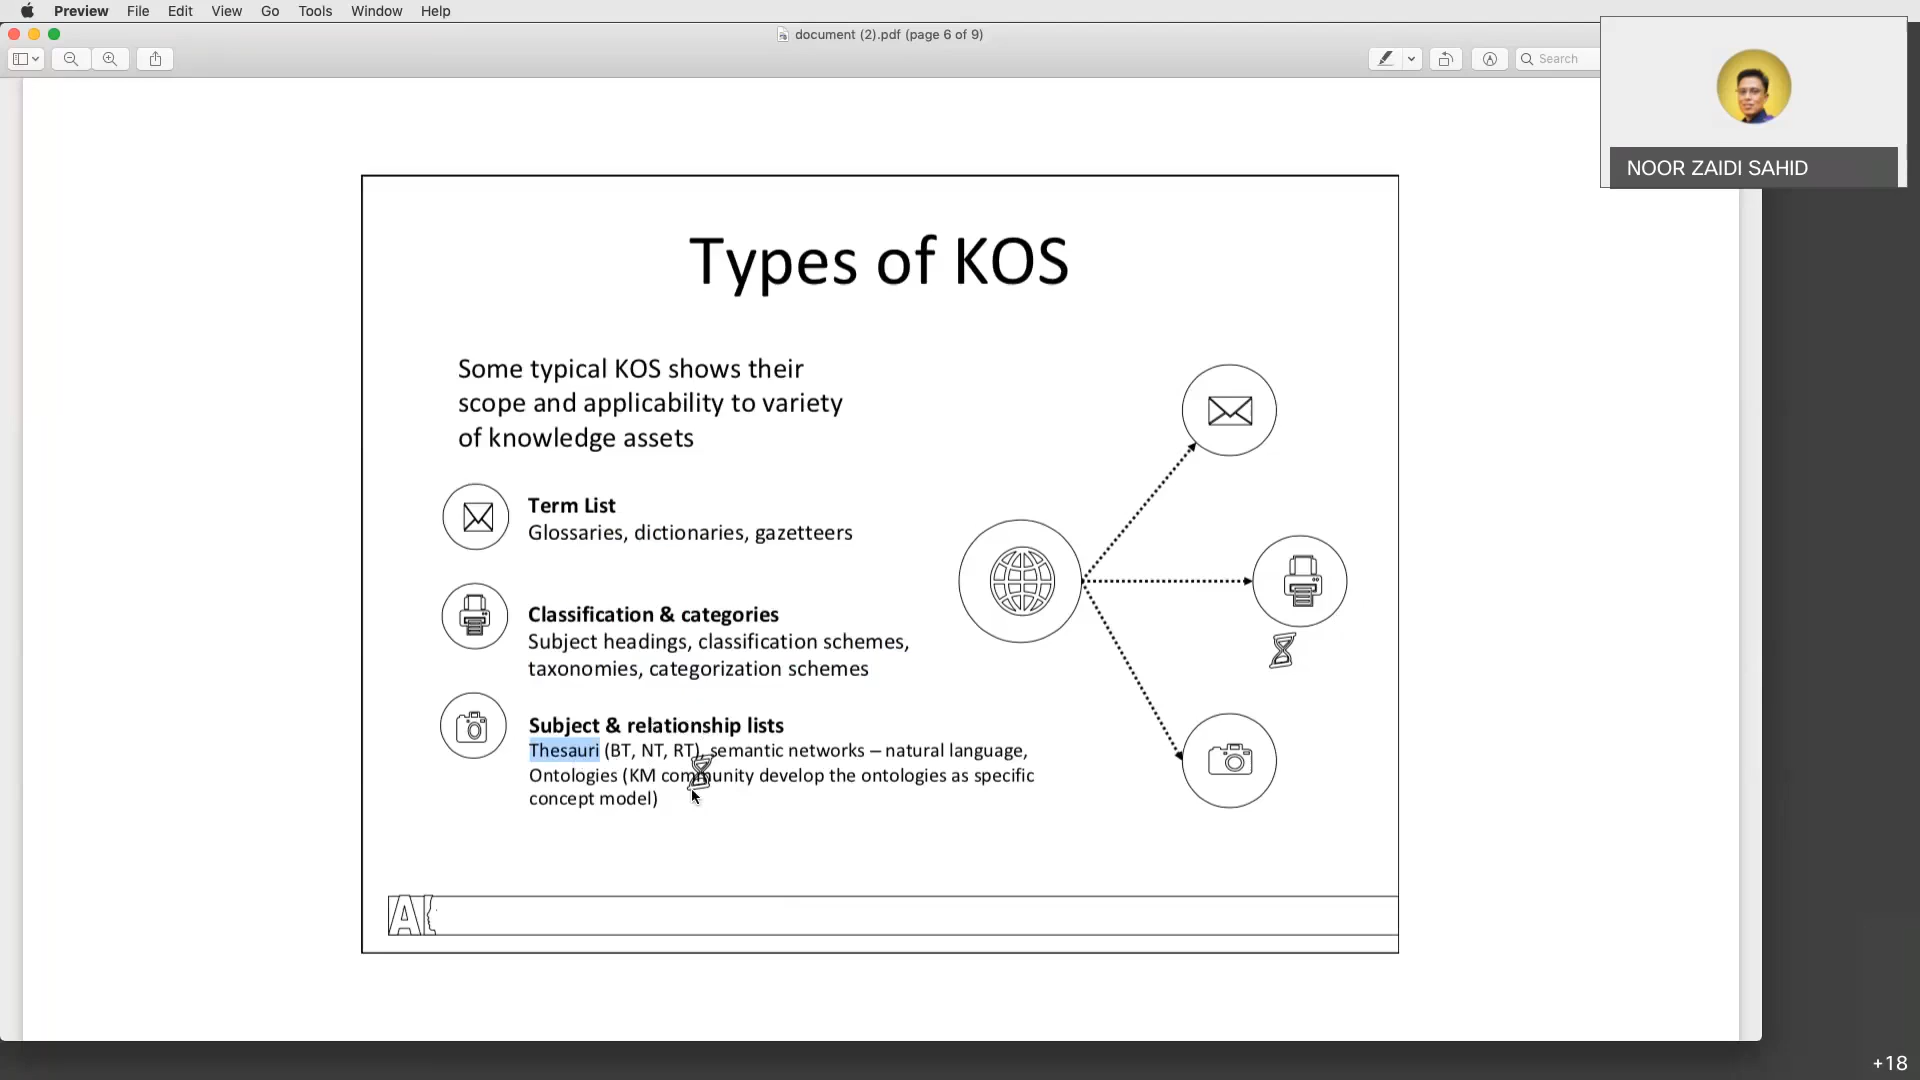 Preview File Edit View Go Tools Window Help
document (2).pdf (page 6 of 9)
Search
NOOR ZAIDI SAHID
Types of KOS
Some typical KOS shows their
scope and applicability to variety
of knowledge assets
Term List
Glossaries, dictionaries, gazetteers
Classification & categories
Subject headings, classification schemes,
taxonomies, categorization schemes
Subject & relationship lists
Thesauri (BT, NT, RT), semantic networks – natural language,
Ontologies (KM community develop the ontologies as specific
concept model)
A
+18